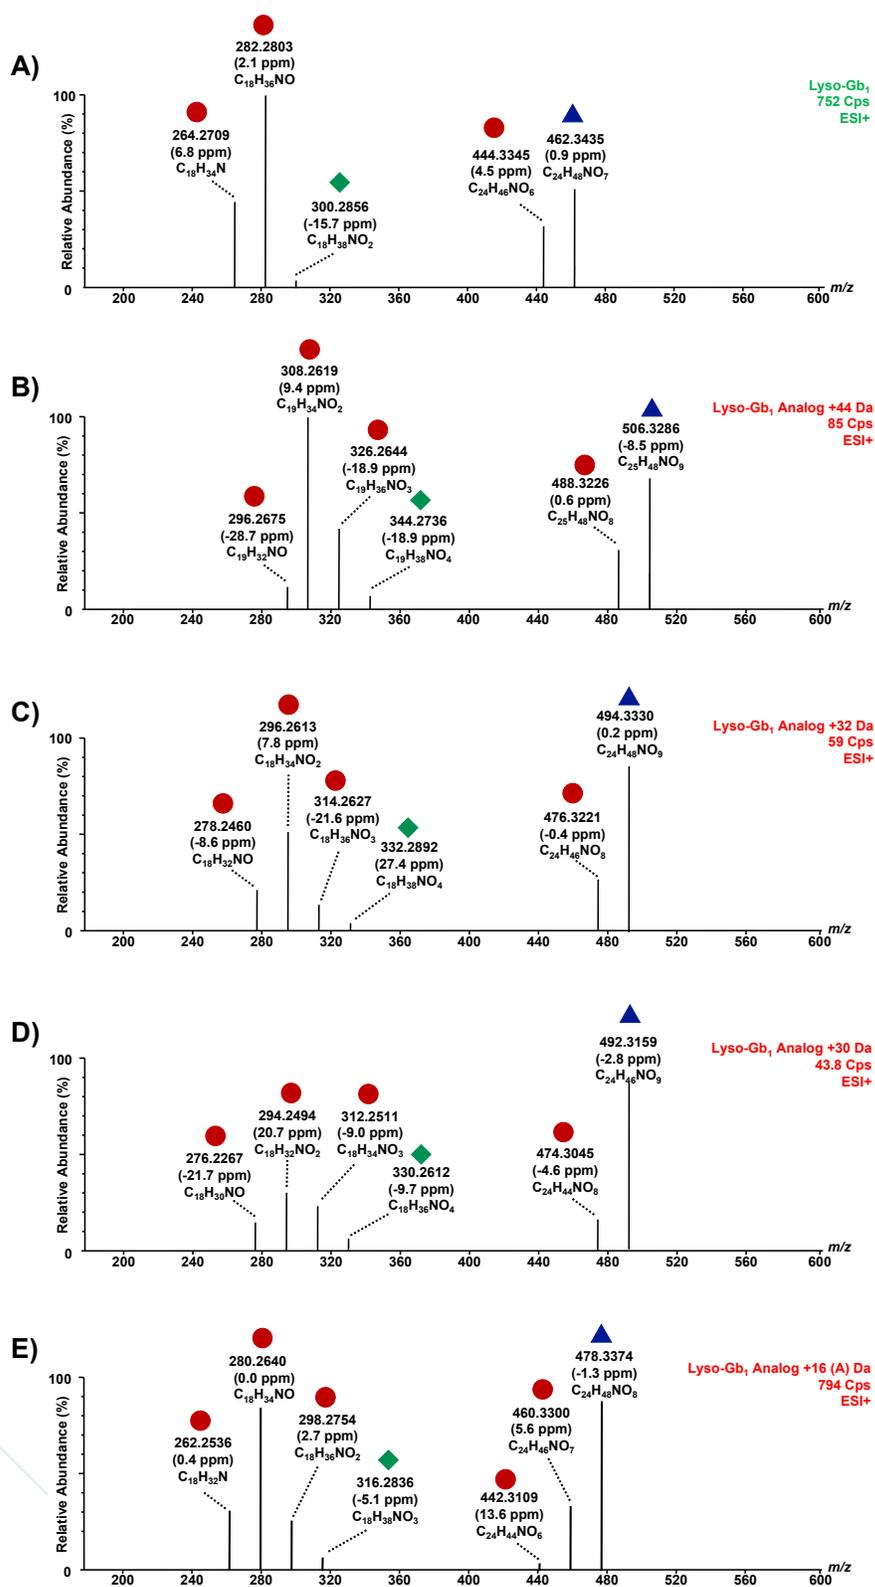 A)
282.2803
(2.1 ppm)
C18H36NO
264.2709
(6.8 ppm)
C18H34N
300.2856
(-15.7 ppm)
C18H38NO2
444.3345
(4.5 ppm)
C24H46NO6
462.3435
(0.9 ppm)
C24H48NO7
Lyso-Gb1
752 Cps
ESI+
Relative Abundance (%)
100
0
200 240 280 320 360 400 440 480 520 560 600 m/z
B)
308.2619
(9.4 ppm)
C19H34NO2
326.2644
(-18.9 ppm)
C19H36NO3
296.2675
(-28.7 ppm)
C19H32NO
344.2736
(-18.9 ppm)
C19H38NO4
488.3226
(0.6 ppm)
C25H48NO8
506.3286
(-8.5 ppm)
C25H48NO9
Lyso-Gb1 Analog +44 Da
85 Cps
ESI+
Relative Abundance (%)
100
0
200 240 280 320 360 400 440 480 520 560 600 m/z
C)
296.2613
(7.8 ppm)
C18H34NO2
278.2460
(-8.6 ppm)
C18H32NO
314.2627
(-21.6 ppm)
C18H36NO3
332.2892
(27.4 ppm)
C18H38NO4
476.3221
(-0.4 ppm)
C24H46NO8
494.3330
(0.2 ppm)
C24H48NO9
Lyso-Gb1 Analog +32 Da
59 Cps
ESI+
Relative Abundance (%)
100
0
200 240 280 320 360 400 440 480 520 560 600 m/z
D)
294.2494
(20.7 ppm)
C18H32NO2
276.2267
(-21.7 ppm)
C18H30NO
312.2511
(-9.0 ppm)
C18H34NO3
330.2612
(-9.7 ppm)
C18H36NO4
474.3045
(-4.6 ppm)
C24H44NO8
492.3159
(-2.8 ppm)
C24H46NO9
Lyso-Gb1 Analog +30 Da
43.8 Cps
ESI+
Relative Abundance (%)
100
0
200 240 280 320 360 400 440 480 520 560 600 m/z
E)
280.2640
(0.0 ppm)
C18H34NO
262.2536
(0.4 ppm)
C18H32N
298.2754
(2.7 ppm)
C18H36NO2
316.2836
(-5.1 ppm)
C18H38NO3
442.3109
(13.6 ppm)
C24H44NO6
460.3300
(5.6 ppm)
C24H46NO7
478.3374
(-1.3 ppm)
C24H48NO8
Lyso-Gb1 Analog +16 (A) Da
794 Cps
ESI+
Relative Abundance (%)
100
0
200 240 280 320 360 400 440 480 520 560 600 m/z